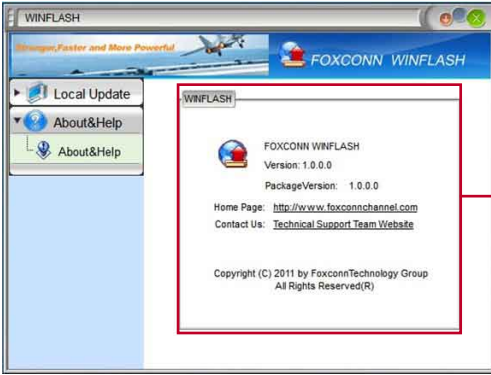 WINFLASH
Stronger,Faster and More Powerful
FOXCONN WINFLASH
Local Update
About&Help
About&Help
WINFLASH
FOXCONN WINFLASH
Version: 1.0.0.0
PackageVersion: 1.0.0.0
Home Page: http://www.foxconnchannel.com
Contact Us: Technical Support Team Website
Copyright (C) 2011 by FoxconnTechnology Group
All Rights Reserved(R)